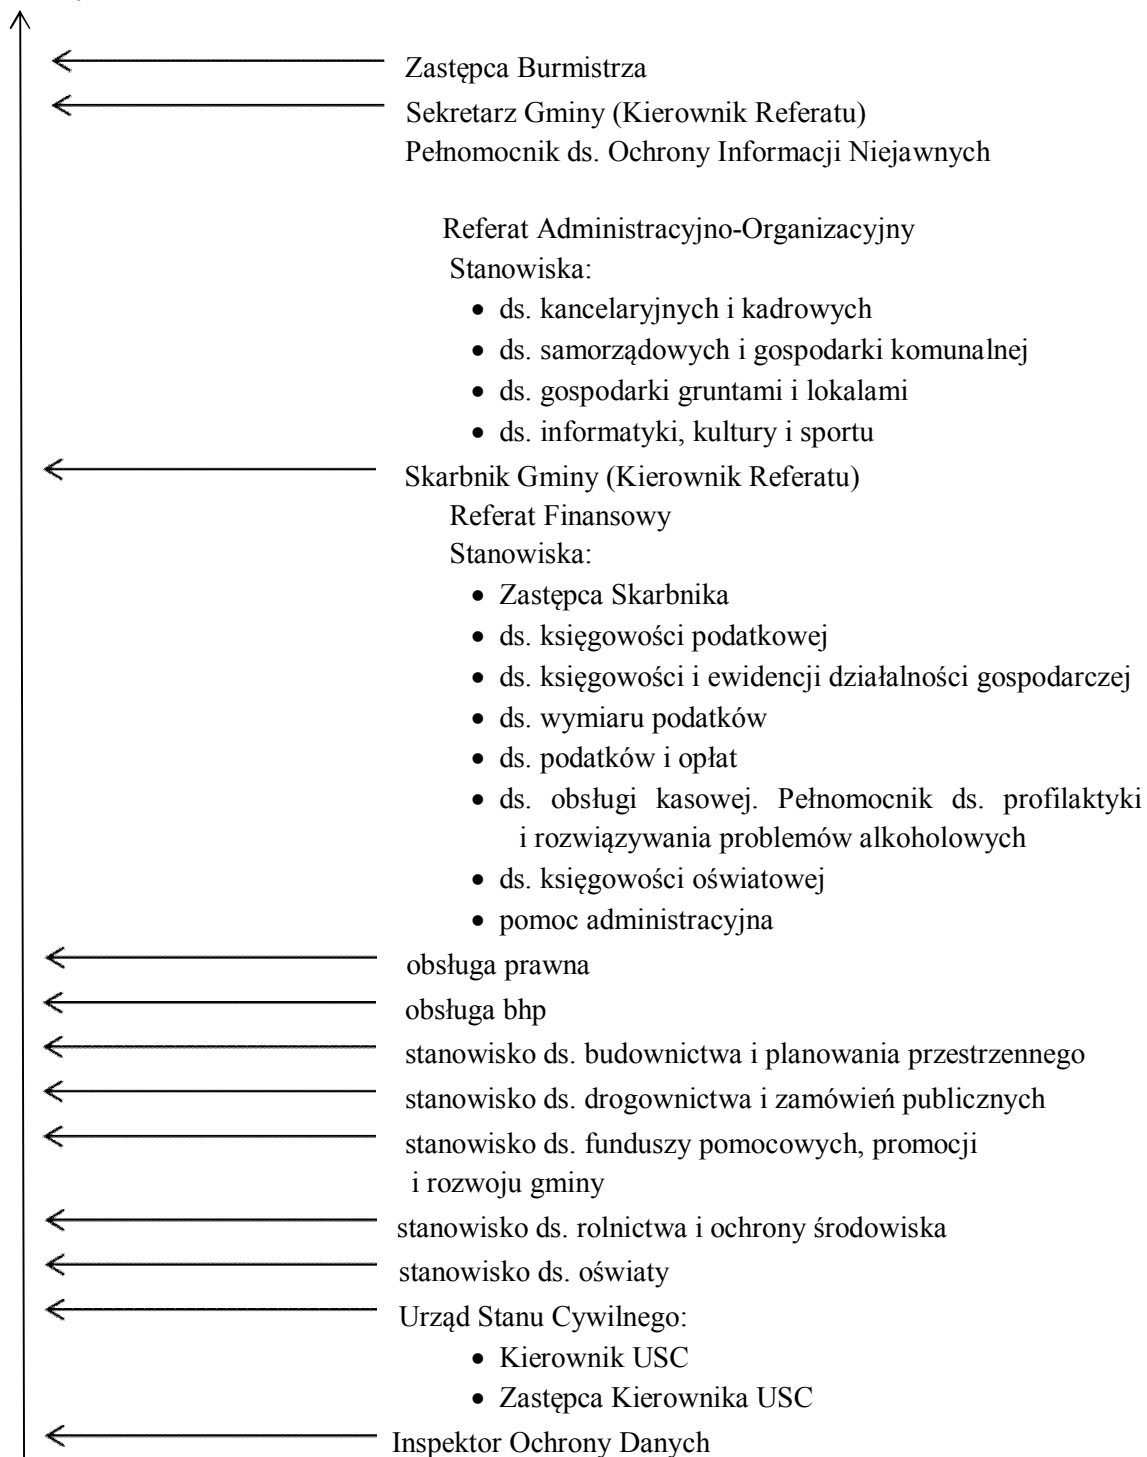 Zastępca Burmistrza
Sekretarz Gminy (Kierownik Referatu)
Pełnomocnik ds. Ochrony Informacji Niejawnych
Referat Administracyjno-Organizacyjny
Stanowiska:
• ds. kancelaryjnych i kadrowych
• ds. samorządowych i gospodarki komunalnej
• ds. gospodarki gruntami i lokalami
• ds. informatyki, kultury i sportu
Skarbnik Gminy (Kierownik Referatu)
Referat Finansowy
Stanowiska:
• Zastępca Skarbnika
• ds. księgowości podatkowej
• ds. księgowości i ewidencji działalności gospodarczej
• ds. wymiaru podatków
• ds. podatków i opłat
• ds. obsługi kasowej. Pełnomocnik ds. profilaktyki
i rozwiązywania problemów alkoholowych
• ds. księgowości oświatowej
• pomoc administracyjna
obsługa prawna
obsługa bhp
stanowisko ds. budownictwa i planowania przestrzennego
stanowisko ds. drogownictwa i zamówień publicznych
stanowisko ds. funduszy pomocowych, promocji
i rozwoju gminy
stanowisko ds. rolnictwa i ochrony środowiska
stanowisko ds. oświaty
Urząd Stanu Cywilnego:
• Kierownik USC
• Zastępca Kierownika USC
Inspektor Ochrony Danych